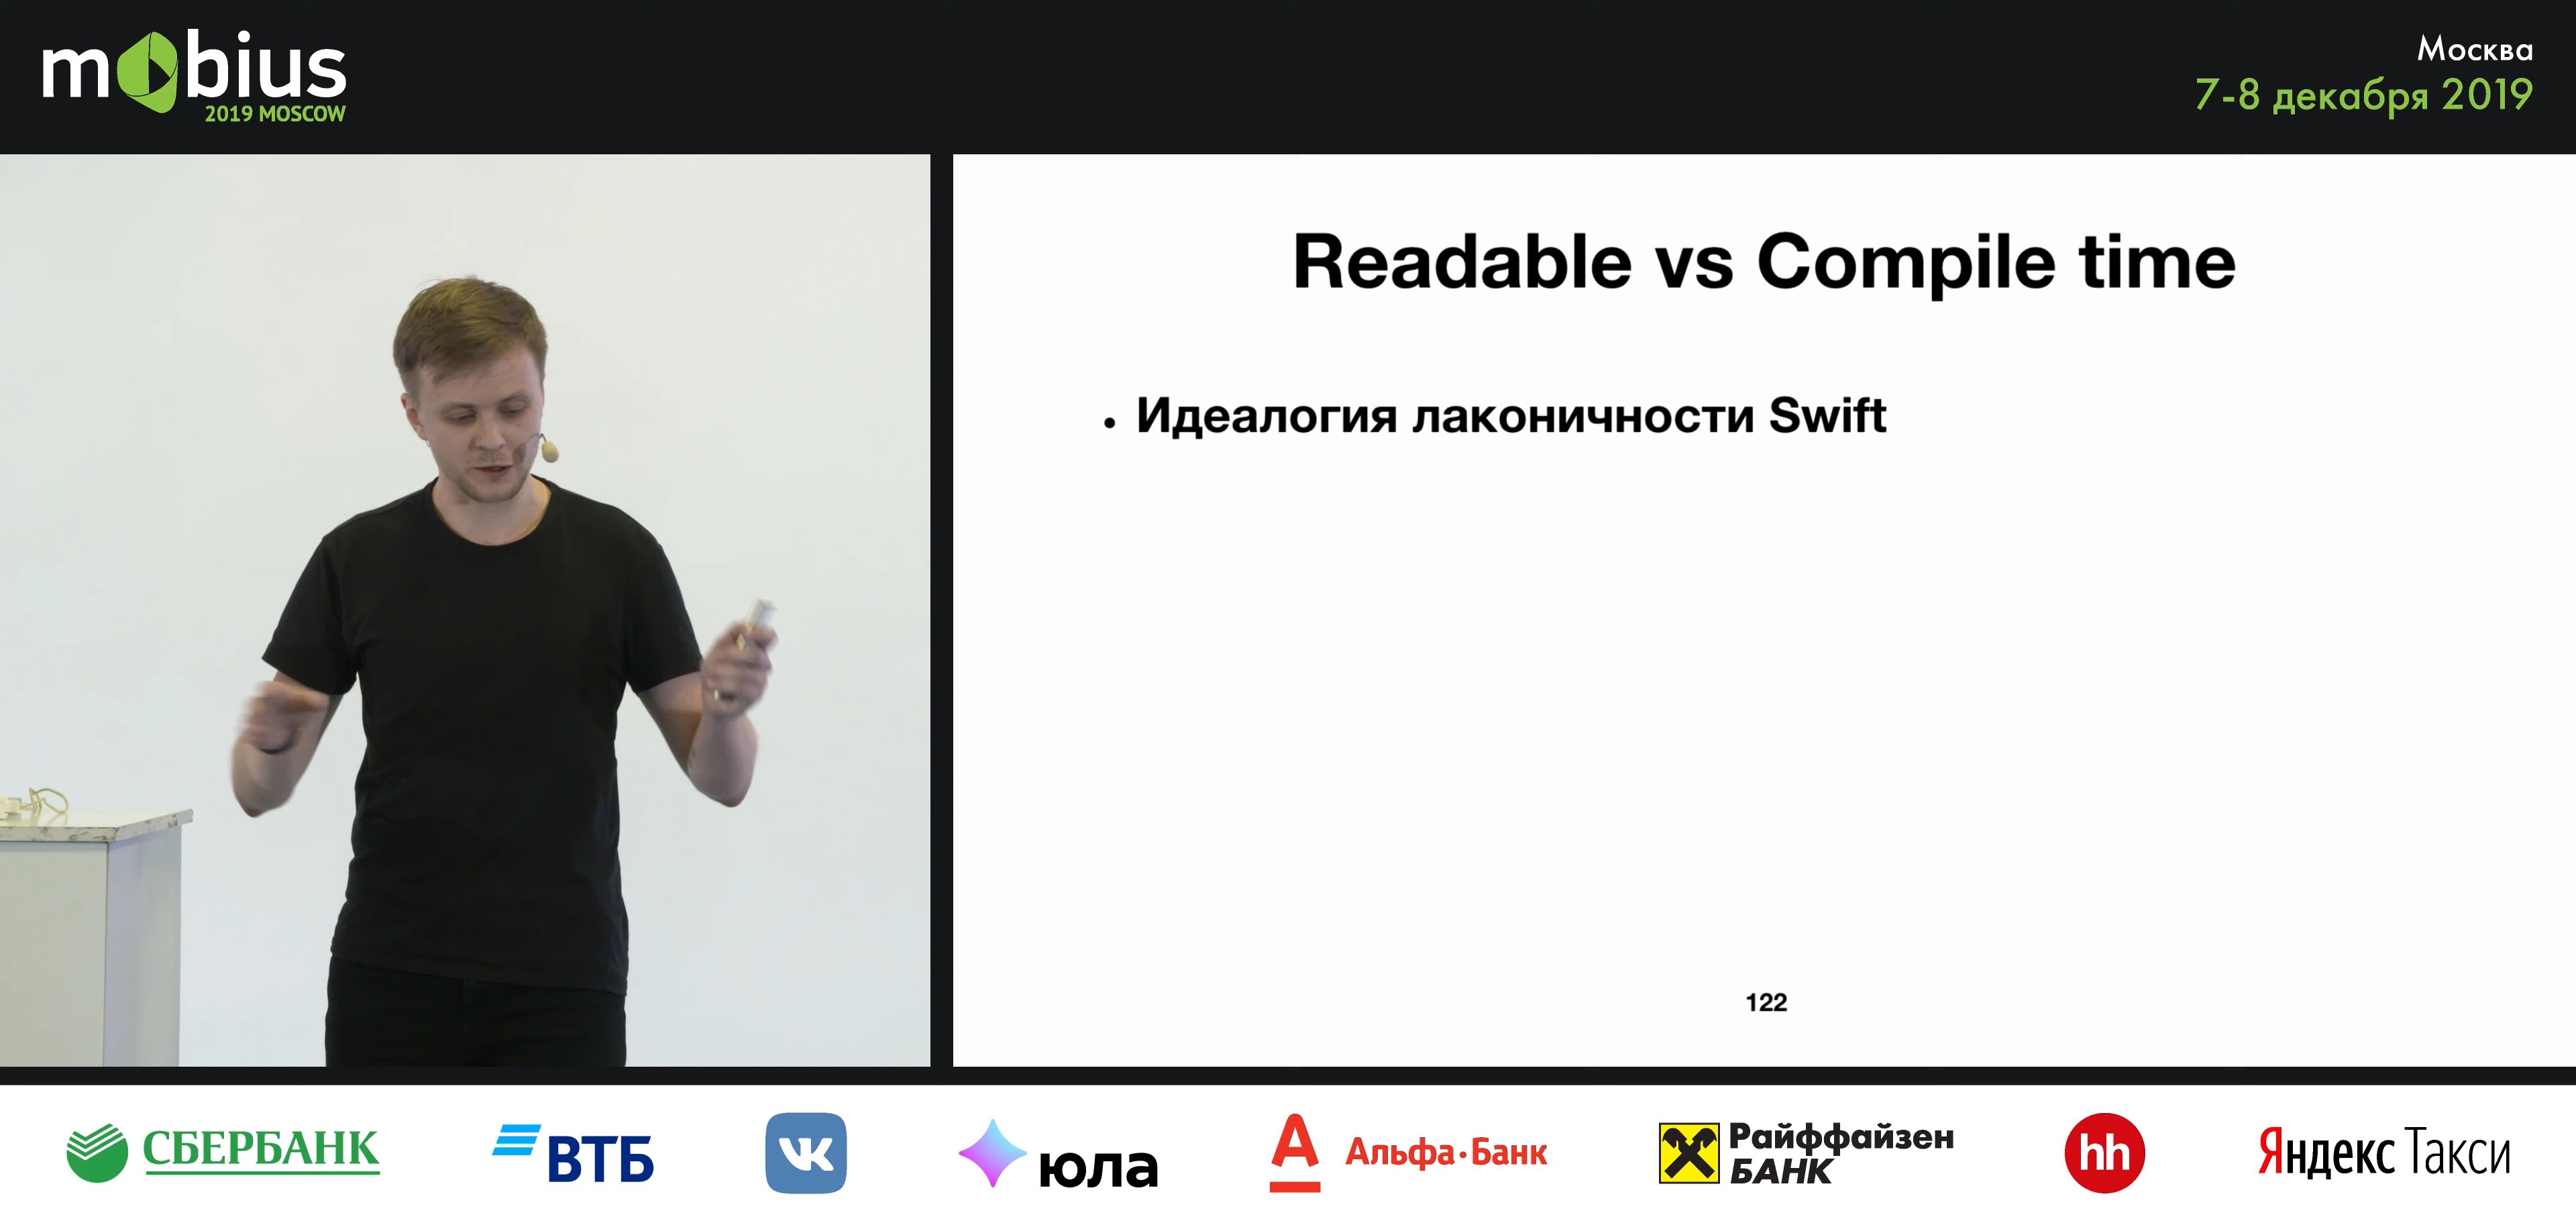 mobius
2019 MOSCOW
Москва
7-8 декабря 2019
Readable vs Compile time
• Идеалогия лаконичности Swift
122
СБЕРБАНК
ВТБ
VK
юла
А Альфа·Банк
Райффайзен
БАНК
hh
Яндекс Такси